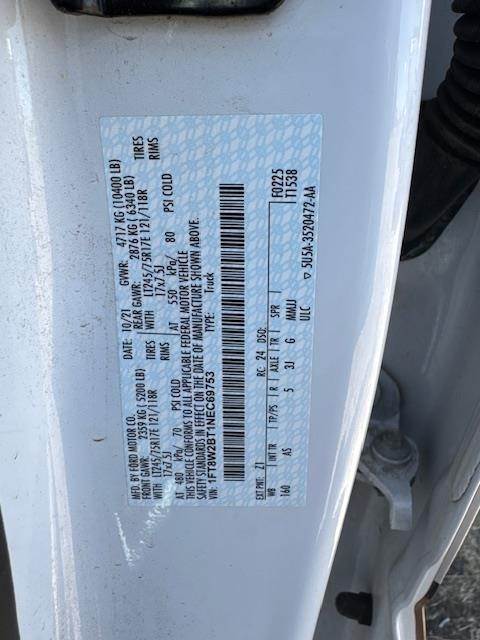 MFD. BY FORD MOTOR CO.
DATE: 10/21 GVWR: 4717 KG (10400 LB)
FRONT GAWR: 2359 KG (5200 LB) REAR GAWR: 2876 KG (6340 LB)
LT245/75R17E 121/118R TIRES WITH LT245/75R17E 121/118R TIRES
17x7.5J RIMS 17x7.5J RIMS
AT 480 kPa/ 70 PSI COLD AT 550 kPa/ 80 PSI COLD
THIS VEHICLE CONFORMS TO ALL APPLICABLE FEDERAL MOTOR VEHICLE
SAFETY STANDARDS IN EFFECT ON THE DATE OF MANUFACTURE SHOWN ABOVE.
VIN: 1FT8W2BT1NEC69753 TYPE: Truck
EXT PNT: Z1 RC: 24 DSO: F0225
T1538
WB INT TR TP/PS R AXLE TR SPR
160 AS 5 3J G MMJJ
ULC 5U5A-3520472-AA